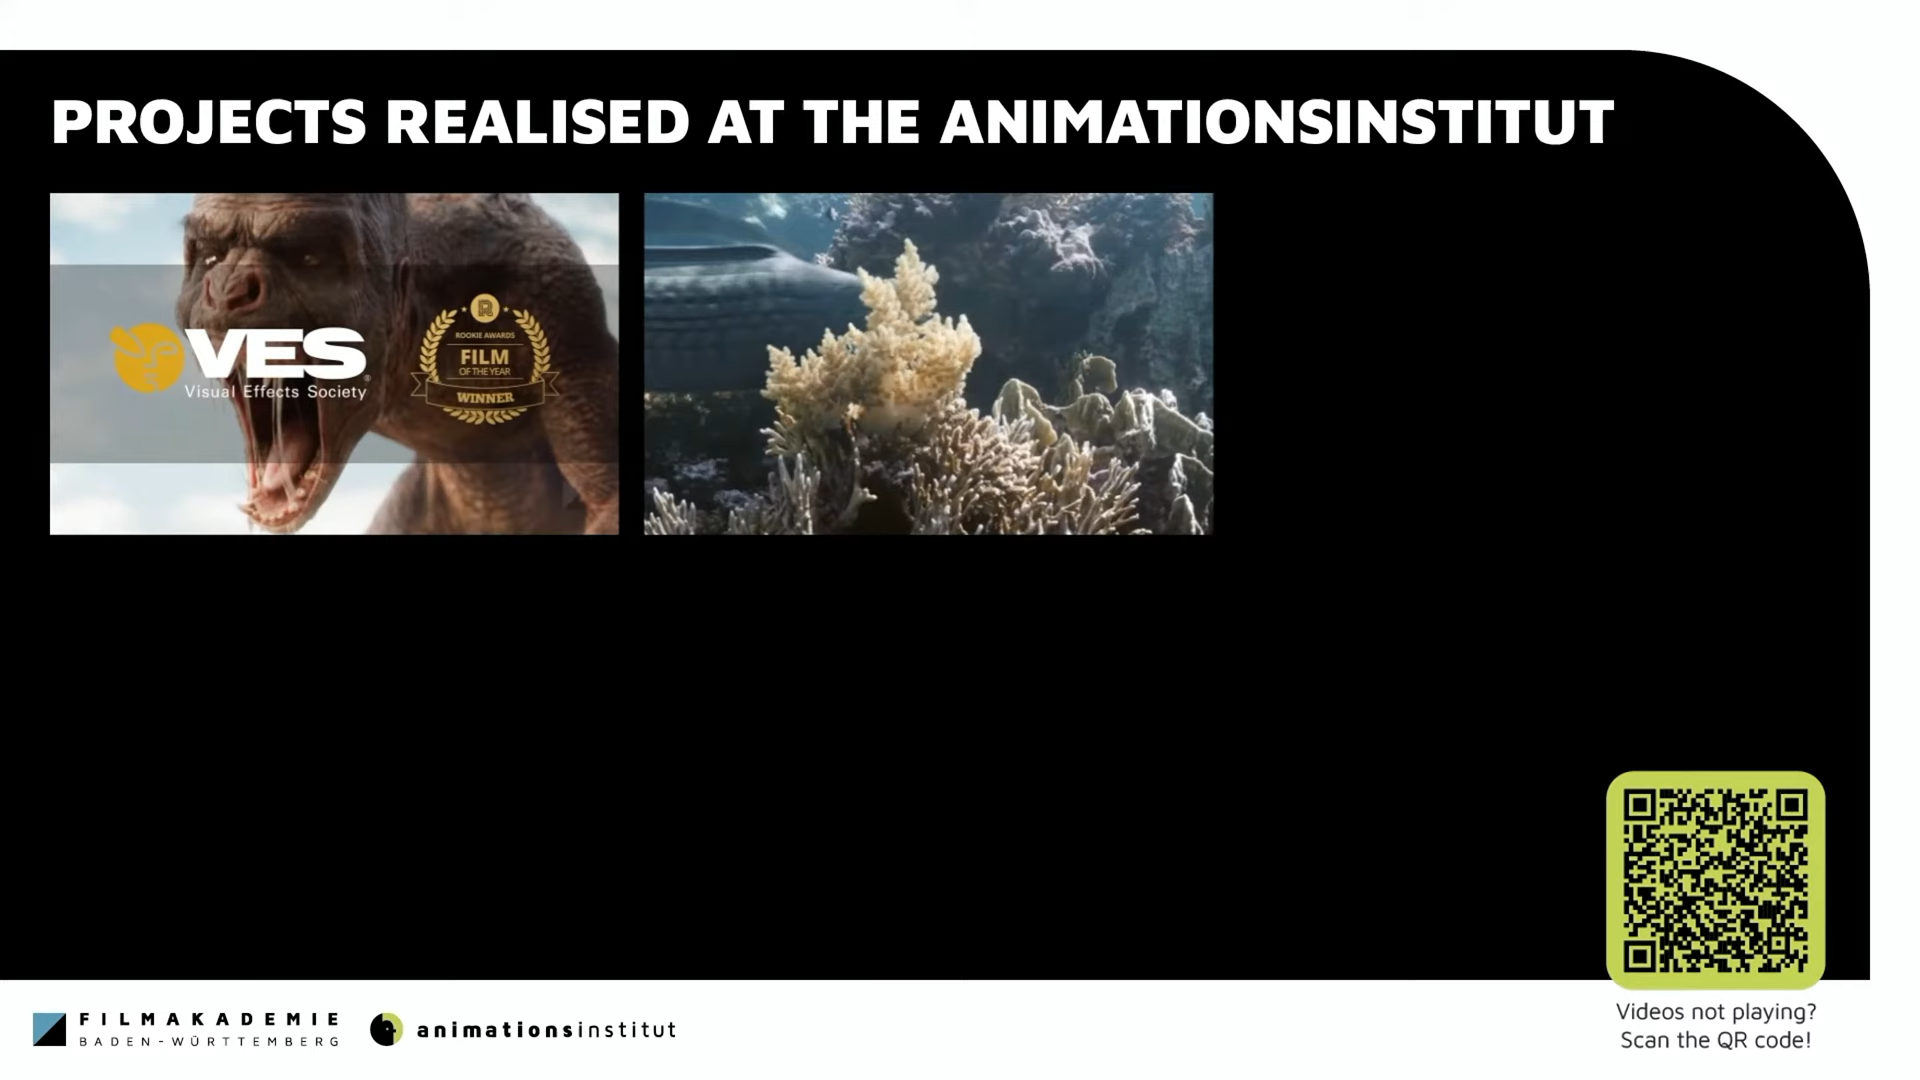 PROJECTS REALISED AT THE ANIMATIONSINSTITUT
VES
Visual Effects Society
R
ROOKIE AWARDS
FILM
OF THE YEAR
WINNER
FILMAKADEMIE
BADEN-WÜRTTEMBERG
animationsinstitut
Videos not playing?
Scan the QR code!